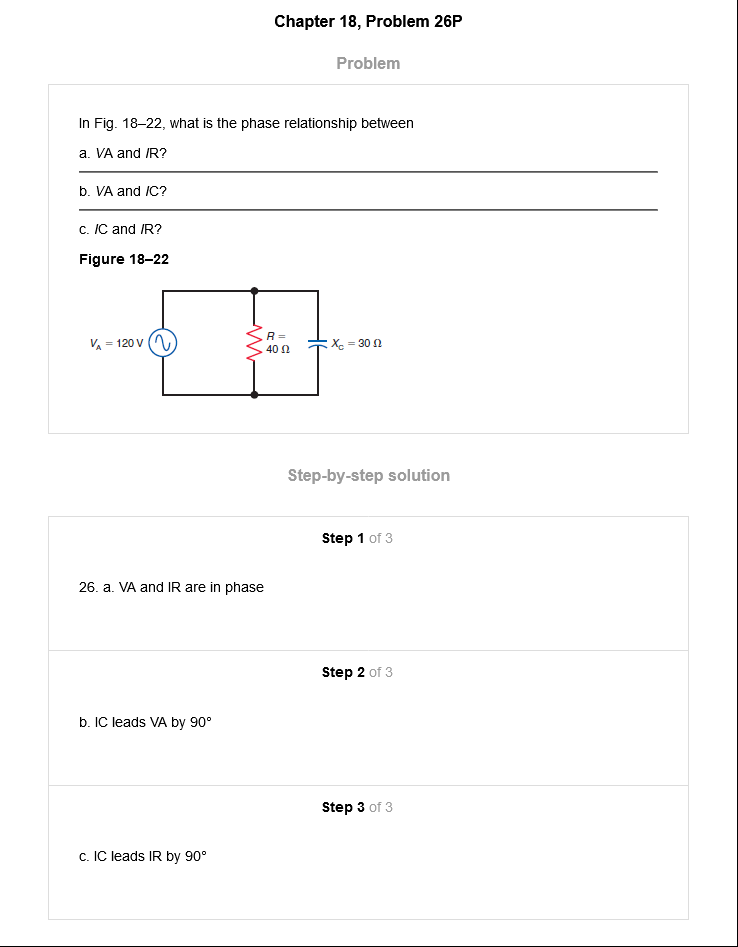 Chapter 18, Problem 26P
Problem
In Fig. 18–22, what is the phase relationship between
a. VA and IR?
b. VA and IC?
c. IC and IR?
Figure 18–22
V_A = 120 V
R =
40 Ω
X_C = 30 Ω
Step-by-step solution
Step 1 of 3
26. a. VA and IR are in phase
Step 2 of 3
b. IC leads VA by 90°
Step 3 of 3
c. IC leads IR by 90°